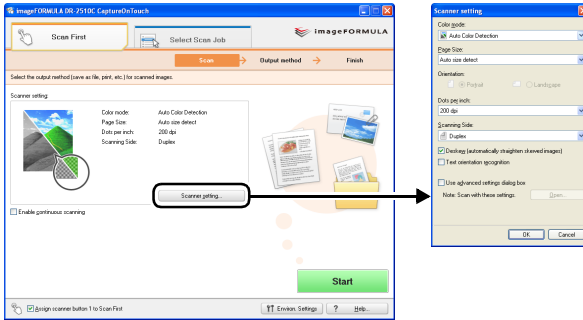 imageFORMULA DR-2510C CaptureOnTouch
Scan First
Select Scan Job
imageFORMULA
Scan
Output method
Finish
Select the output method (save as file, print, etc.) for scanned images.
Scanner setting:
Color mode: Auto Color Detection
Page Size: Auto size detect
Dots per inch: 200 dpi
Scanning Side: Duplex
Scanner setting...
Enable continuous scanning
Start
Assign scanner button 1 to Scan First
Environ. Settings
? Help...
Scanner setting
Color mode:
Auto Color Detection
Page Size:
Auto size detect
Orientation:
Portrait
Landscape
Dots per inch:
200 dpi
Scanning Side:
Duplex
Deskew (automatically straighten skewed images)
Text orientation recognition
Use advanced settings dialog box
Note: Scan with these settings.
Open...
OK
Cancel